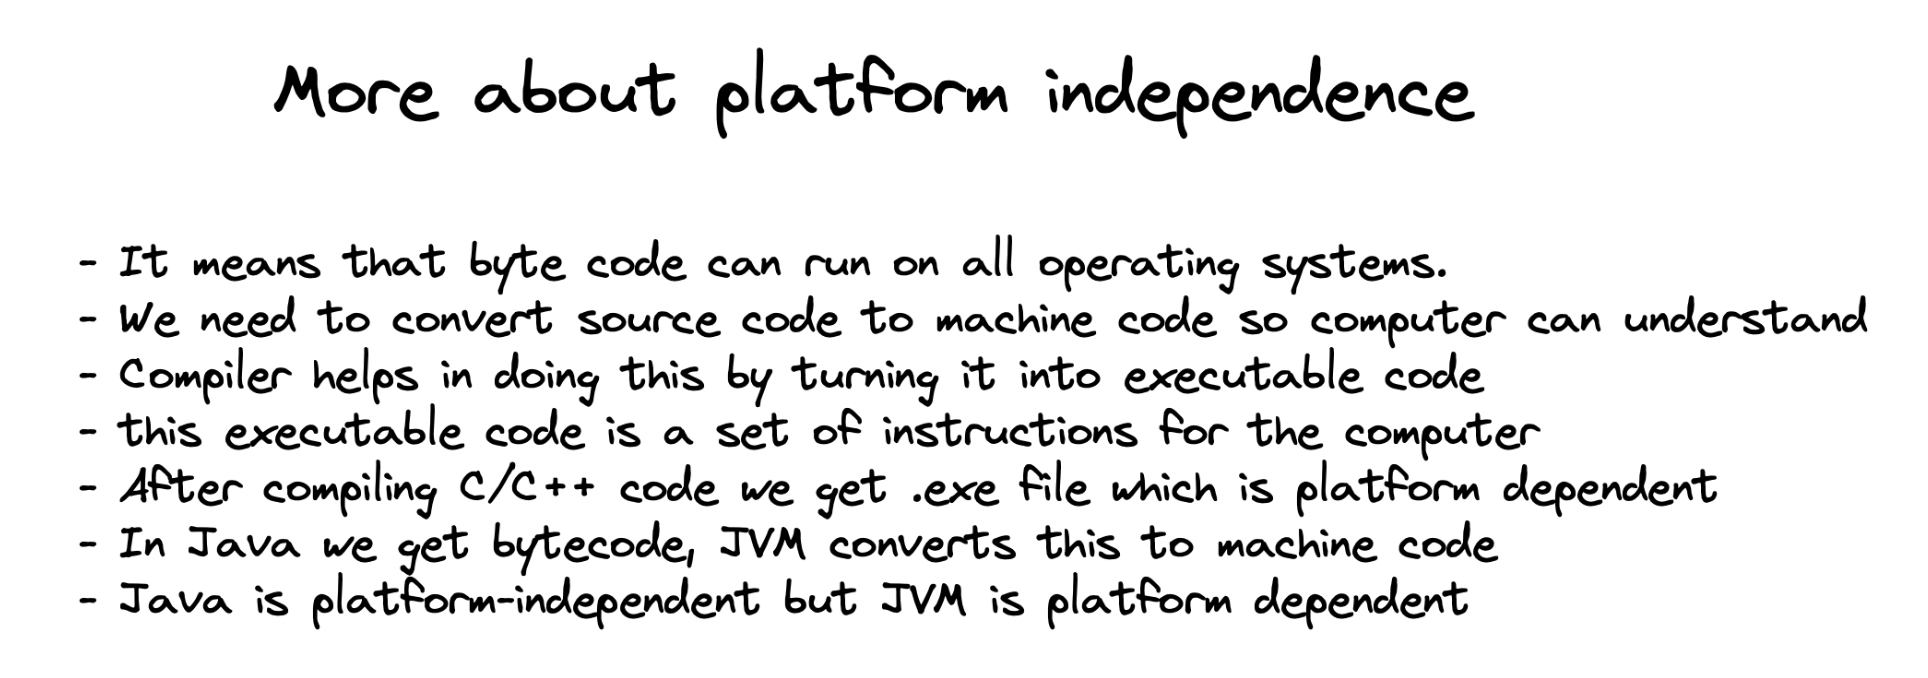 More about platform independence
- It means that byte code can run on all operating systems.
- We need to convert source code to machine code so computer can understand
- Compiler helps in doing this by turning it into executable code
- this executable code is a set of instructions for the computer
- After compiling C/C++ code we get .exe file which is platform dependent
- In Java we get bytecode, JVM converts this to machine code
- Java is platform-independent but JVM is platform dependent